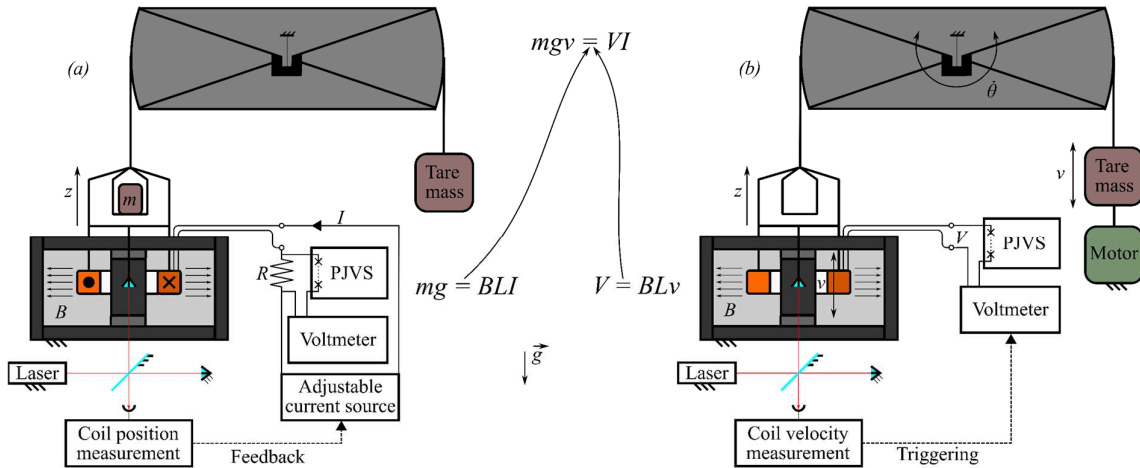 (a)
Tare
mass
z
m
I
R
PJVS
B
Voltmeter
Laser
Adjustable
current source
Coil position
measurement
Feedback
mgv = VI
mg = BLI
V = BLv
g
(b)
θ̇
v
Tare
mass
z
Motor
V
PJVS
v
B
Voltmeter
Laser
Coil velocity
measurement
Triggering